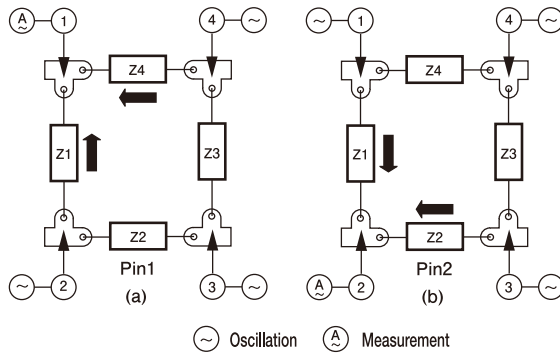 A 1 4
Z4
Z1 Z3
Z2
Pin1
2 3
(a)
1 4
Z4
Z1 Z3
Z2
Pin2
A 2 3
(b)
Oscillation A Measurement